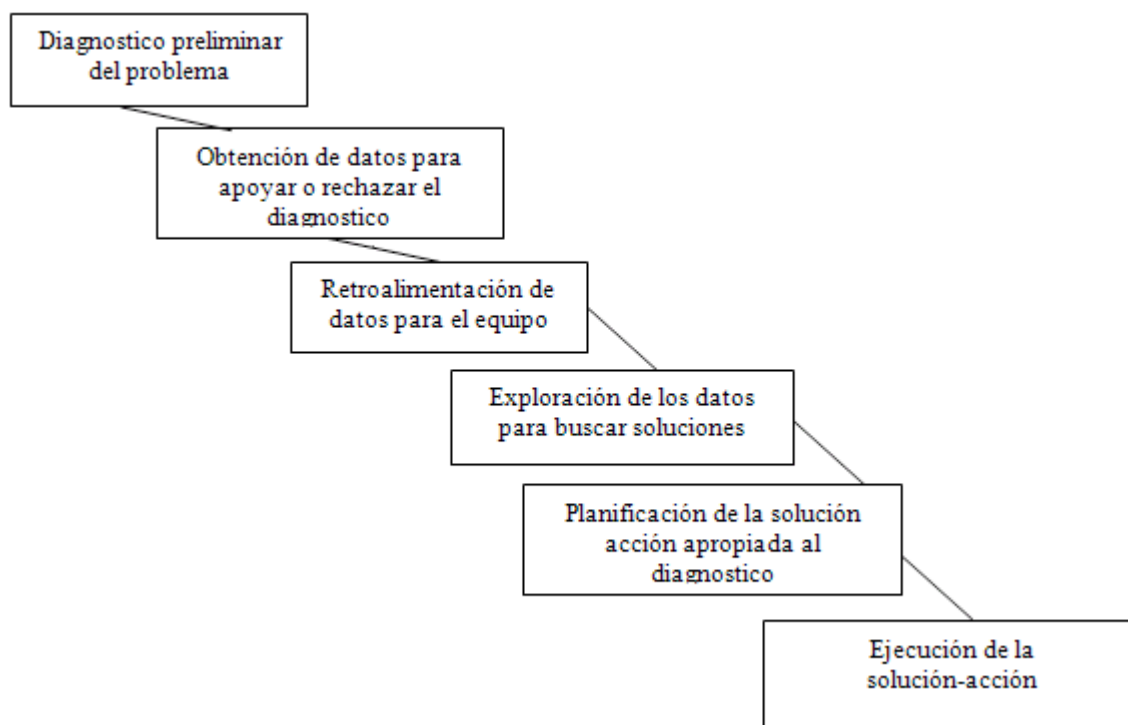 Diagnostico preliminar
del problema
Obtención de datos para
apoyar o rechazar el
diagnostico
Retroalimentación de
datos para el equipo
Exploración de los datos
para buscar soluciones
Planificación de la solución
acción apropiada al
diagnostico
Ejecución de la
solución-acción